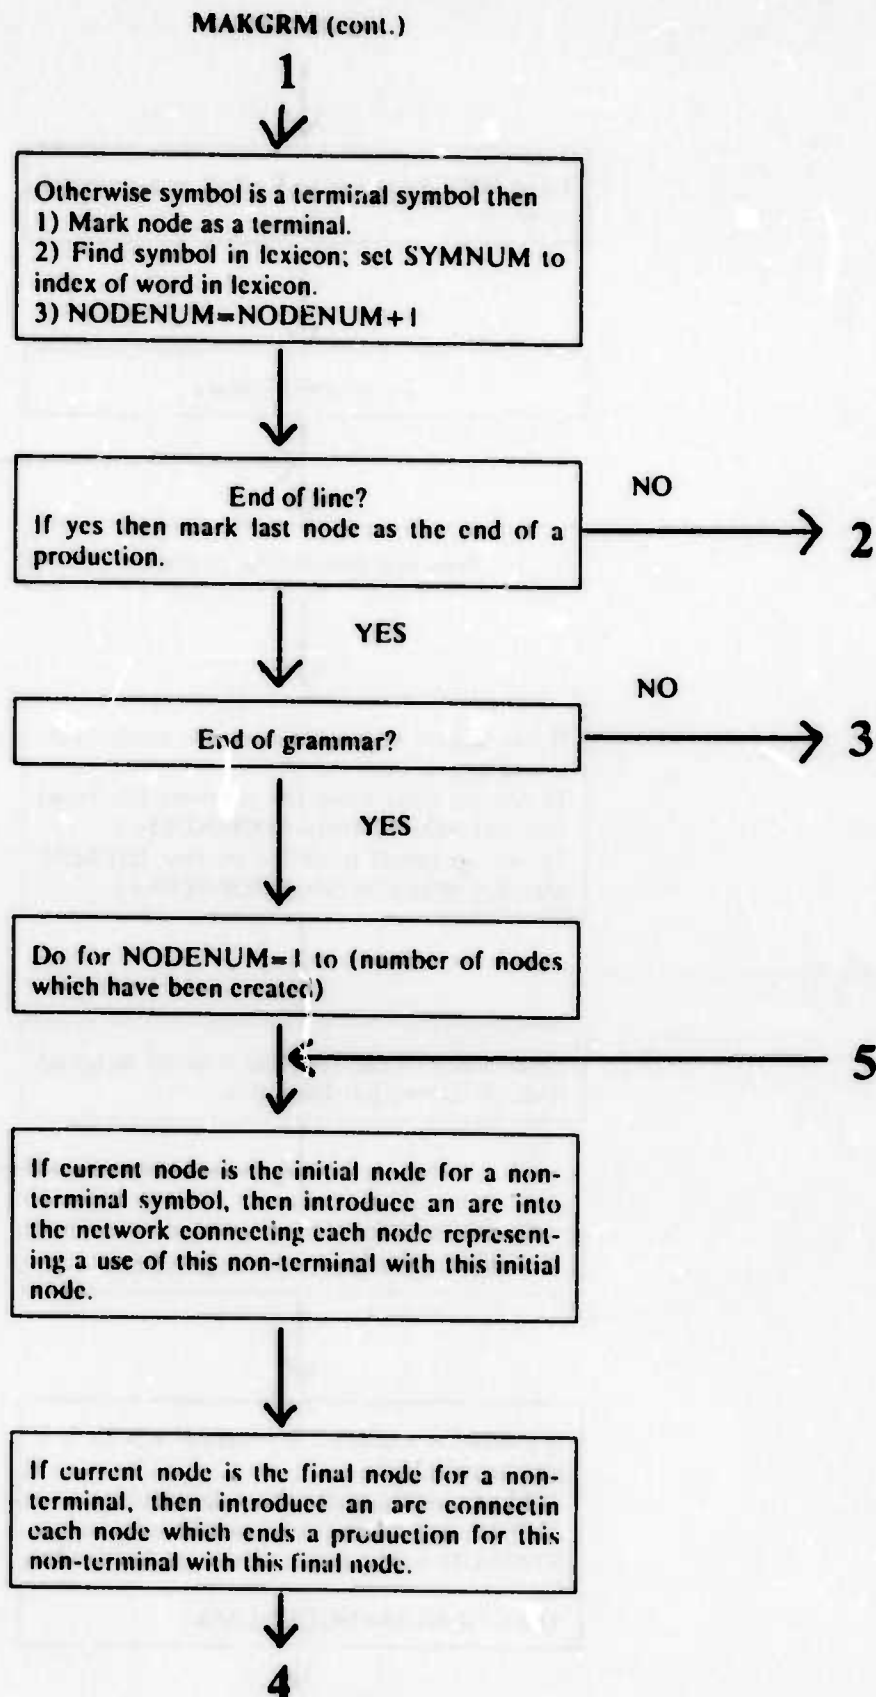 MAKGRM (cont.)
1
Otherwise symbol is a terminal symbol then
1) Mark node as a terminal.
2) Find symbol in lexicon; set SYMNUM to
index of word in lexicon.
3) NODENUM=NODENUM+1
End of line?
If yes then mark last node as the end of a
production.
NO
2
YES
NO
End of grammar?
3
YES
Do for NODENUM=1 to (number of nodes
which have been created)
5
If current node is the initial node for a non-
terminal symbol, then introduce an arc into
the network connecting each node represent-
ing a use of this non-terminal with this initial
node.
If current node is the final node for a non-
terminal, then introduce an arc connectin
each node which ends a production for this
non-terminal with this final node.
4